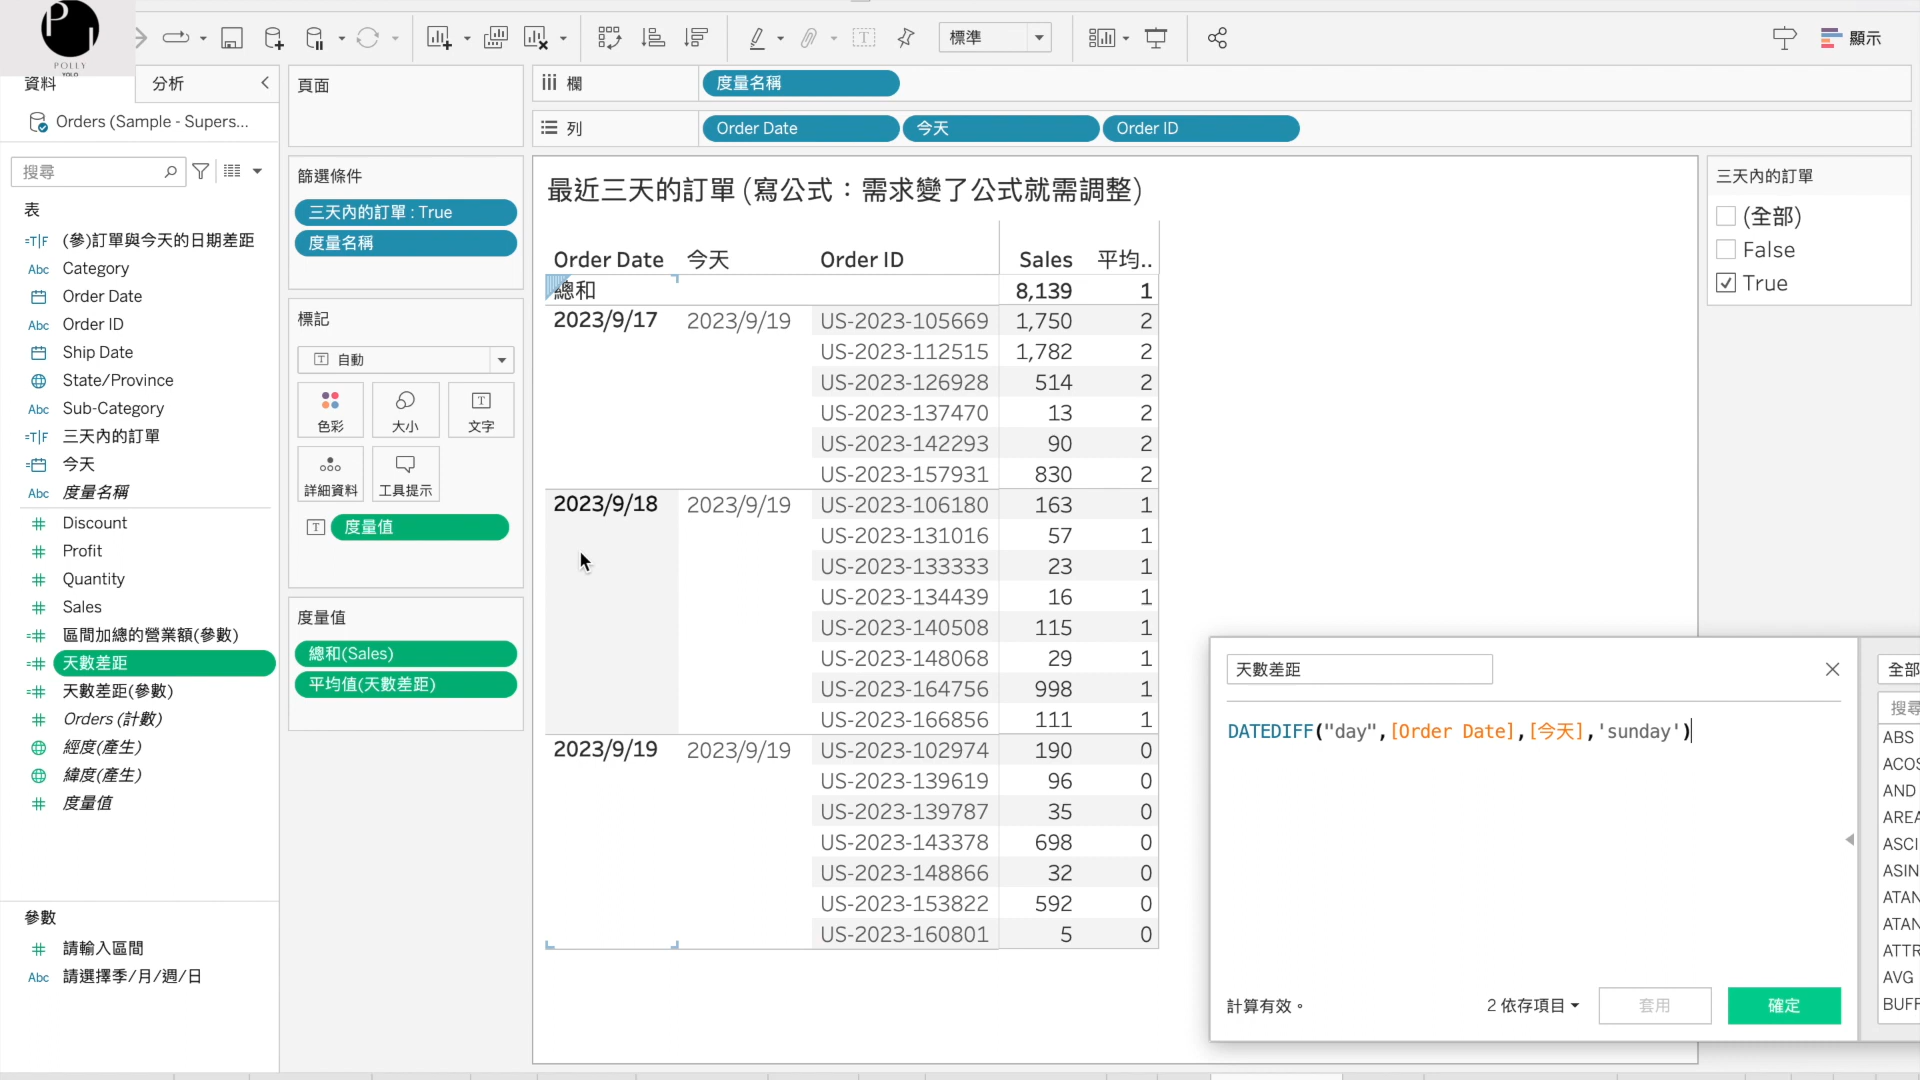 P
POLLY
YOLO
標準
顯示
資料
分析
Orders (Sample - Supers...
搜尋
表
(參)訂單與今天的日期差距
Abc Category
Order Date
Abc Order ID
Ship Date
State/Province
Abc Sub-Category
三天內的訂單
今天
Abc 度量名稱
Discount
Profit
Quantity
Sales
區間加總的營業額(參數)
天數差距
天數差距(參數)
Orders (計數)
經度(產生)
緯度(產生)
度量值
參數
請輸入區間
Abc 請選擇季/月/週/日
頁面
篩選條件
三天內的訂單 : True
度量名稱
標記
自動
色彩
大小
文字
詳細資料
工具提示
度量值
度量值
總和(Sales)
平均值(天數差距)
欄
度量名稱
列
Order Date
今天
Order ID
最近三天的訂單 (寫公式：需求變了公式就需調整)
Order Date 今天 Order ID Sales 平均..
總和 8,139 1
2023/9/17 2023/9/19 US-2023-105669 1,750 2
US-2023-112515 1,782 2
US-2023-126928 514 2
US-2023-137470 13 2
US-2023-142293 90 2
US-2023-157931 830 2
2023/9/18 2023/9/19 US-2023-106180 163 1
US-2023-131016 57 1
US-2023-133333 23 1
US-2023-134439 16 1
US-2023-140508 115 1
US-2023-148068 29 1
US-2023-164756 998 1
US-2023-166856 111 1
2023/9/19 2023/9/19 US-2023-102974 190 0
US-2023-139619 96 0
US-2023-139787 35 0
US-2023-143378 698 0
US-2023-148866 32 0
US-2023-153822 592 0
US-2023-160801 5 0
三天內的訂單
(全部)
False
True
天數差距
DATEDIFF("day",[Order Date],[今天],'sunday')
計算有效。
2 依存項目
套用
確定
全部
搜尋
ABS
ACOS
AND
AREA
ASCI
ASIN
ATAN
ATAN
ATTR
AVG
BUFF